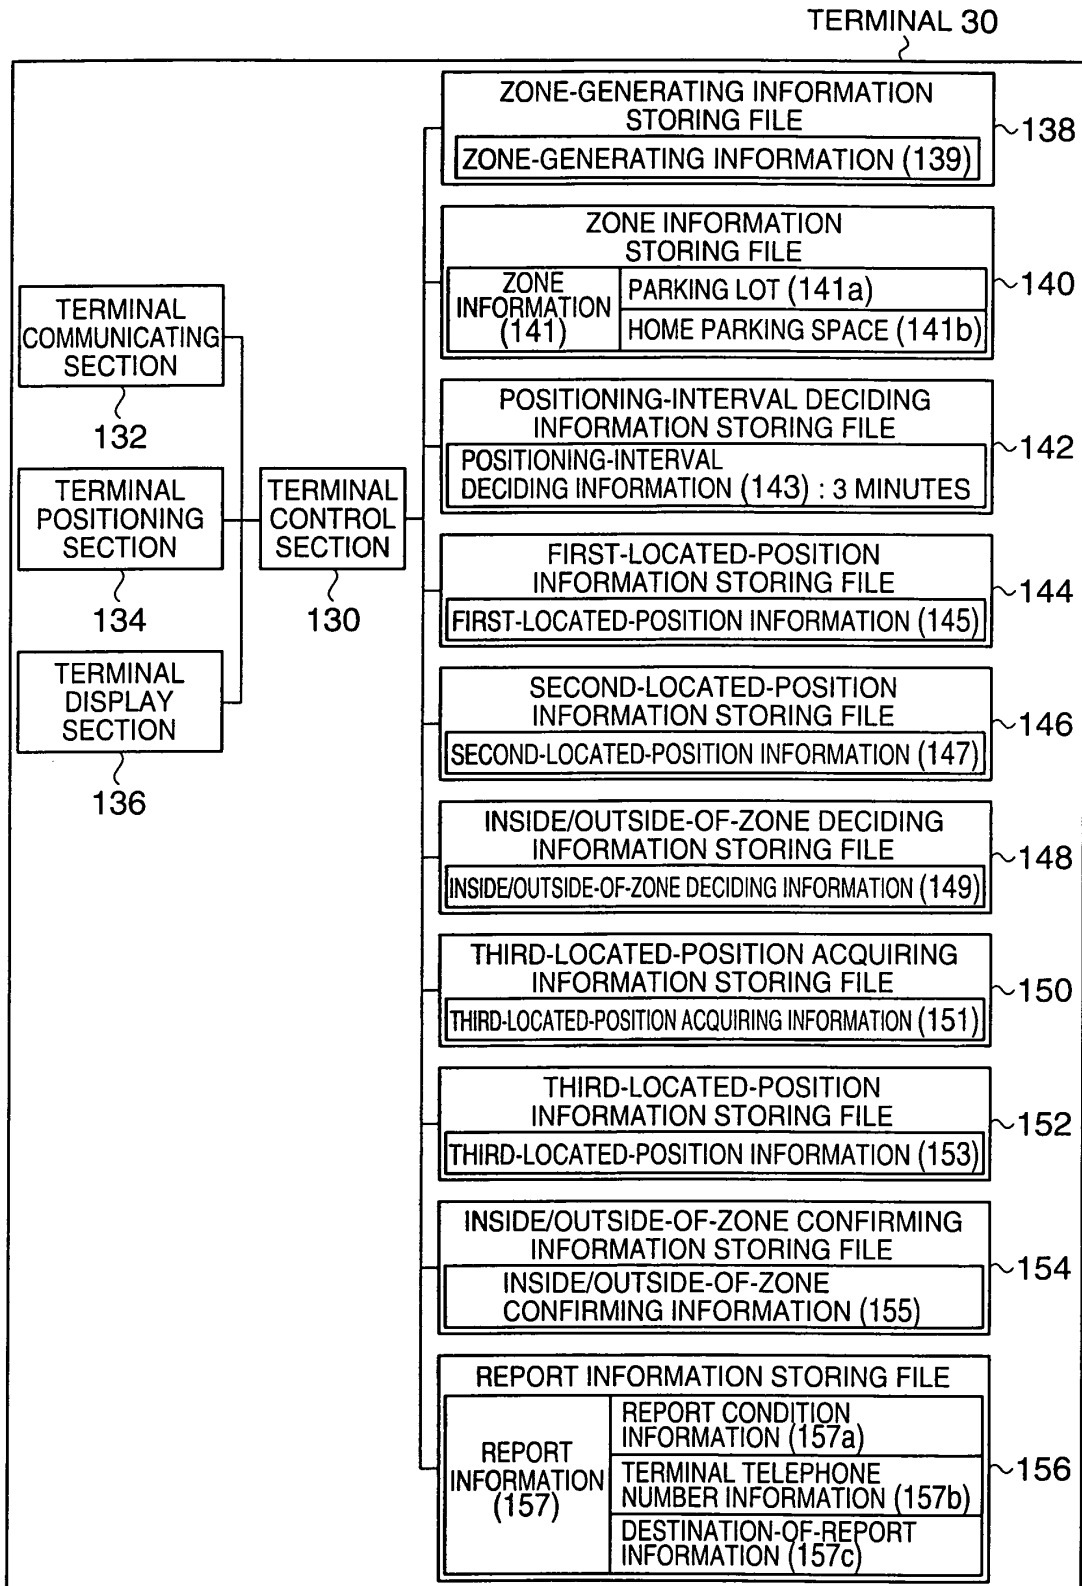 TERMINAL 30
ZONE-GENERATING INFORMATION
STORING FILE
ZONE-GENERATING INFORMATION (139)
138
ZONE INFORMATION
STORING FILE
ZONE
INFORMATION
(141)
PARKING LOT (141a)
HOME PARKING SPACE (141b)
140
TERMINAL
COMMUNICATING
SECTION
132
POSITIONING-INTERVAL DECIDING
INFORMATION STORING FILE
POSITIONING-INTERVAL
DECIDING INFORMATION (143) : 3 MINUTES
142
TERMINAL
POSITIONING
SECTION
134
TERMINAL
CONTROL
SECTION
130
FIRST-LOCATED-POSITION
INFORMATION STORING FILE
FIRST-LOCATED-POSITION INFORMATION (145)
144
TERMINAL
DISPLAY
SECTION
136
SECOND-LOCATED-POSITION
INFORMATION STORING FILE
SECOND-LOCATED-POSITION INFORMATION (147)
146
INSIDE/OUTSIDE-OF-ZONE DECIDING
INFORMATION STORING FILE
INSIDE/OUTSIDE-OF-ZONE DECIDING INFORMATION (149)
148
THIRD-LOCATED-POSITION ACQUIRING
INFORMATION STORING FILE
THIRD-LOCATED-POSITION ACQUIRING INFORMATION (151)
150
THIRD-LOCATED-POSITION
INFORMATION STORING FILE
THIRD-LOCATED-POSITION INFORMATION (153)
152
INSIDE/OUTSIDE-OF-ZONE CONFIRMING
INFORMATION STORING FILE
INSIDE/OUTSIDE-OF-ZONE
CONFIRMING INFORMATION (155)
154
REPORT INFORMATION STORING FILE
REPORT
INFORMATION
(157)
REPORT CONDITION
INFORMATION (157a)
TERMINAL TELEPHONE
NUMBER INFORMATION (157b)
DESTINATION-OF-REPORT
INFORMATION (157c)
156